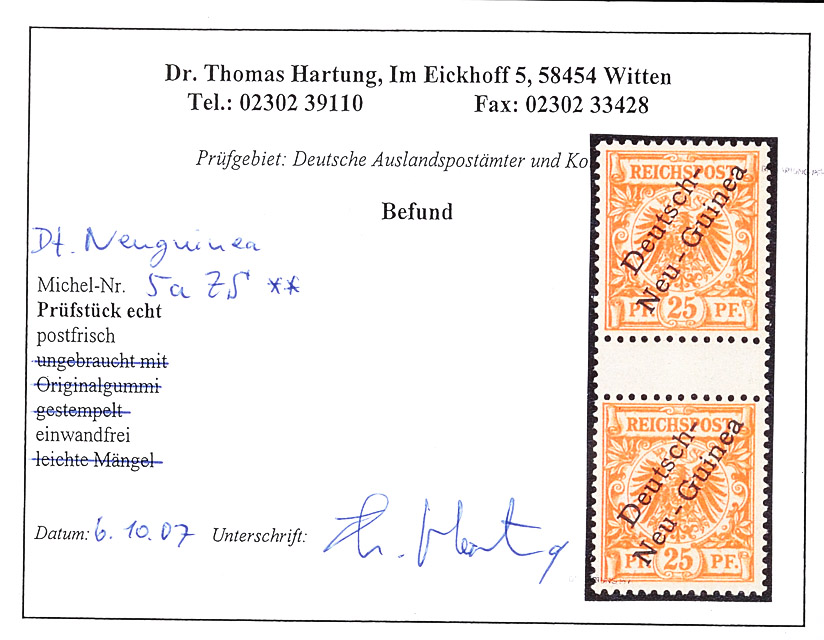 Dr. Thomas Hartung, Im Eickhoff 5, 58454 Witten
Tel.: 02302 39110 Fax: 02302 33428
Prüfgebiet: Deutsche Auslandspostämter und Ko
Befund
Dt. Neuguinea
Michel-Nr. 5a ZS **
Prüfstück echt
postfrisch
ungebraucht mit
Originalgummi
gestempelt
einwandfrei
leichte Mängel
Datum: 6.10.07 Unterschrift:
REICHSPOST
Deutsch-
Neu-Guinea
PF. 25 PF.
REICHSPOST
Deutsch-
Neu-Guinea
PF. 25 PF.